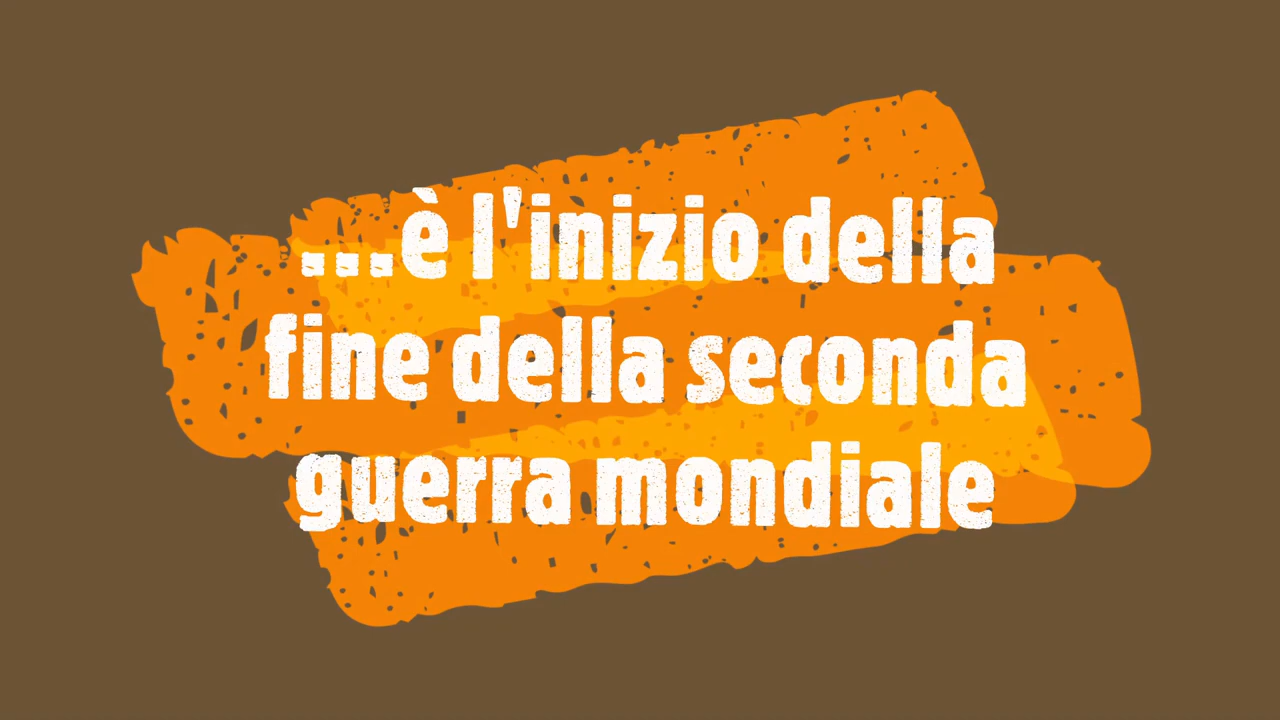 ...è l'inizio della
fine della seconda
guerra mondiale